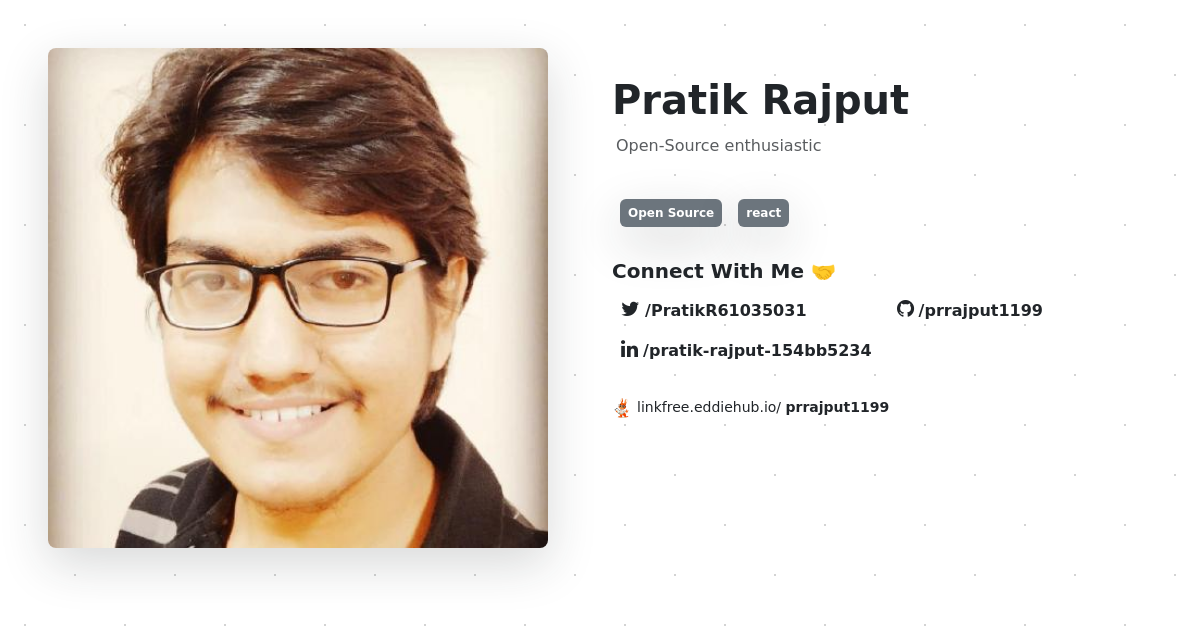 Pratik Rajput
Open-Source enthusiastic
Open Source react
Connect With Me 🤝
/PratikR61035031 /prrajput1199
/pratik-rajput-154bb5234
linkfree.eddiehub.io/ prrajput1199